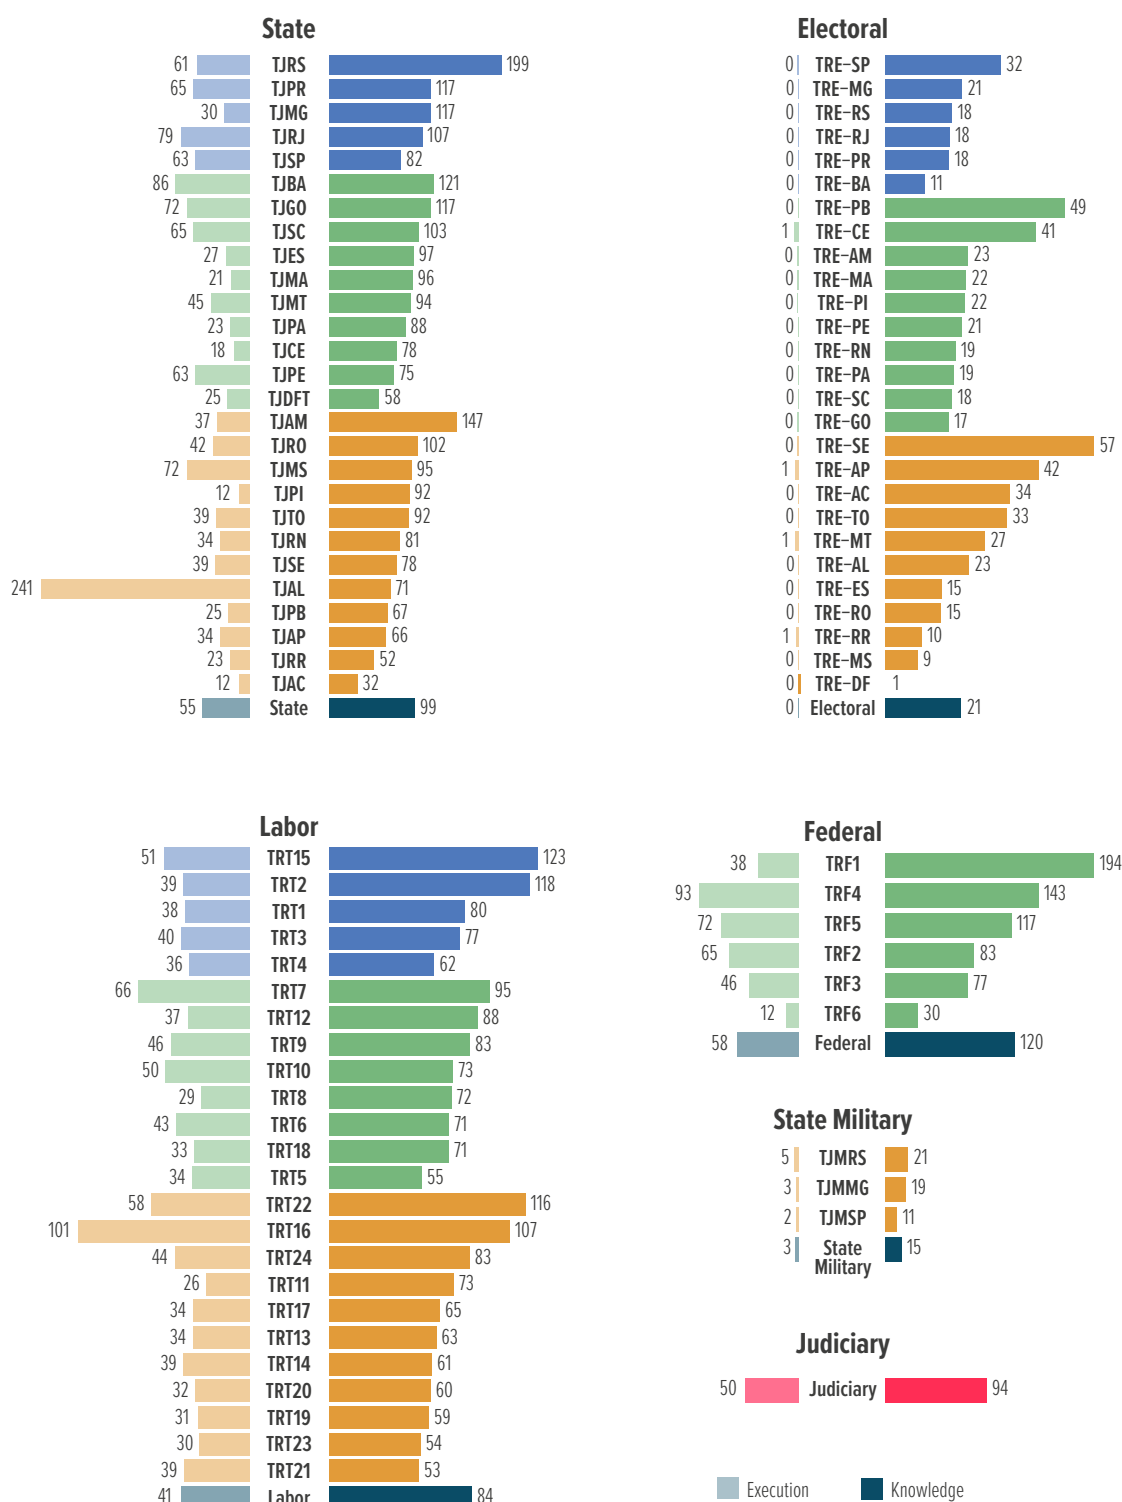 State
61 TJRS 199
65 TJPR 117
30 TJMG 117
79 TJRJ 107
63 TJSP 82
86 TJBA 121
72 TJGO 117
65 TJSC 103
27 TJES 97
21 TJMA 96
45 TJMT 94
23 TJPA 88
18 TJCE 78
63 TJPE 75
25 TJDFT 58
37 TJAM 147
42 TJRO 102
72 TJMS 95
12 TJPI 92
39 TJTO 92
34 TJRN 81
39 TJSE 78
241 TJAL 71
25 TJPB 67
34 TJAP 66
23 TJRR 52
12 TJAC 32
55 State 99
Electoral
0 TRE-SP 32
0 TRE-MG 21
0 TRE-RS 18
0 TRE-RJ 18
0 TRE-PR 18
0 TRE-BA 11
0 TRE-PB 49
1 TRE-CE 41
0 TRE-AM 23
0 TRE-MA 22
0 TRE-PI 22
0 TRE-PE 21
0 TRE-RN 19
0 TRE-PA 19
0 TRE-SC 18
0 TRE-GO 17
0 TRE-SE 57
1 TRE-AP 42
0 TRE-AC 34
0 TRE-TO 33
1 TRE-MT 27
0 TRE-AL 23
0 TRE-ES 15
0 TRE-RO 15
1 TRE-RR 10
0 TRE-MS 9
0 TRE-DF 1
0 Electoral 21
Labor
51 TRT15 123
39 TRT2 118
38 TRT1 80
40 TRT3 77
36 TRT4 62
66 TRT7 95
37 TRT12 88
46 TRT9 83
50 TRT10 73
29 TRT8 72
43 TRT6 71
33 TRT18 71
34 TRT5 55
58 TRT22 116
101 TRT16 107
44 TRT24 83
26 TRT11 73
34 TRT17 65
34 TRT13 63
39 TRT14 61
32 TRT20 60
31 TRT19 59
30 TRT23 54
39 TRT21 53
41 Labor 84
Federal
38 TRF1 194
93 TRF4 143
72 TRF5 117
65 TRF2 83
46 TRF3 77
12 TRF6 30
58 Federal 120
State Military
5 TJMRS 21
3 TJMMG 19
2 TJMSP 11
3 State 15
Military
Judiciary
50 Judiciary 94
Execution Knowledge